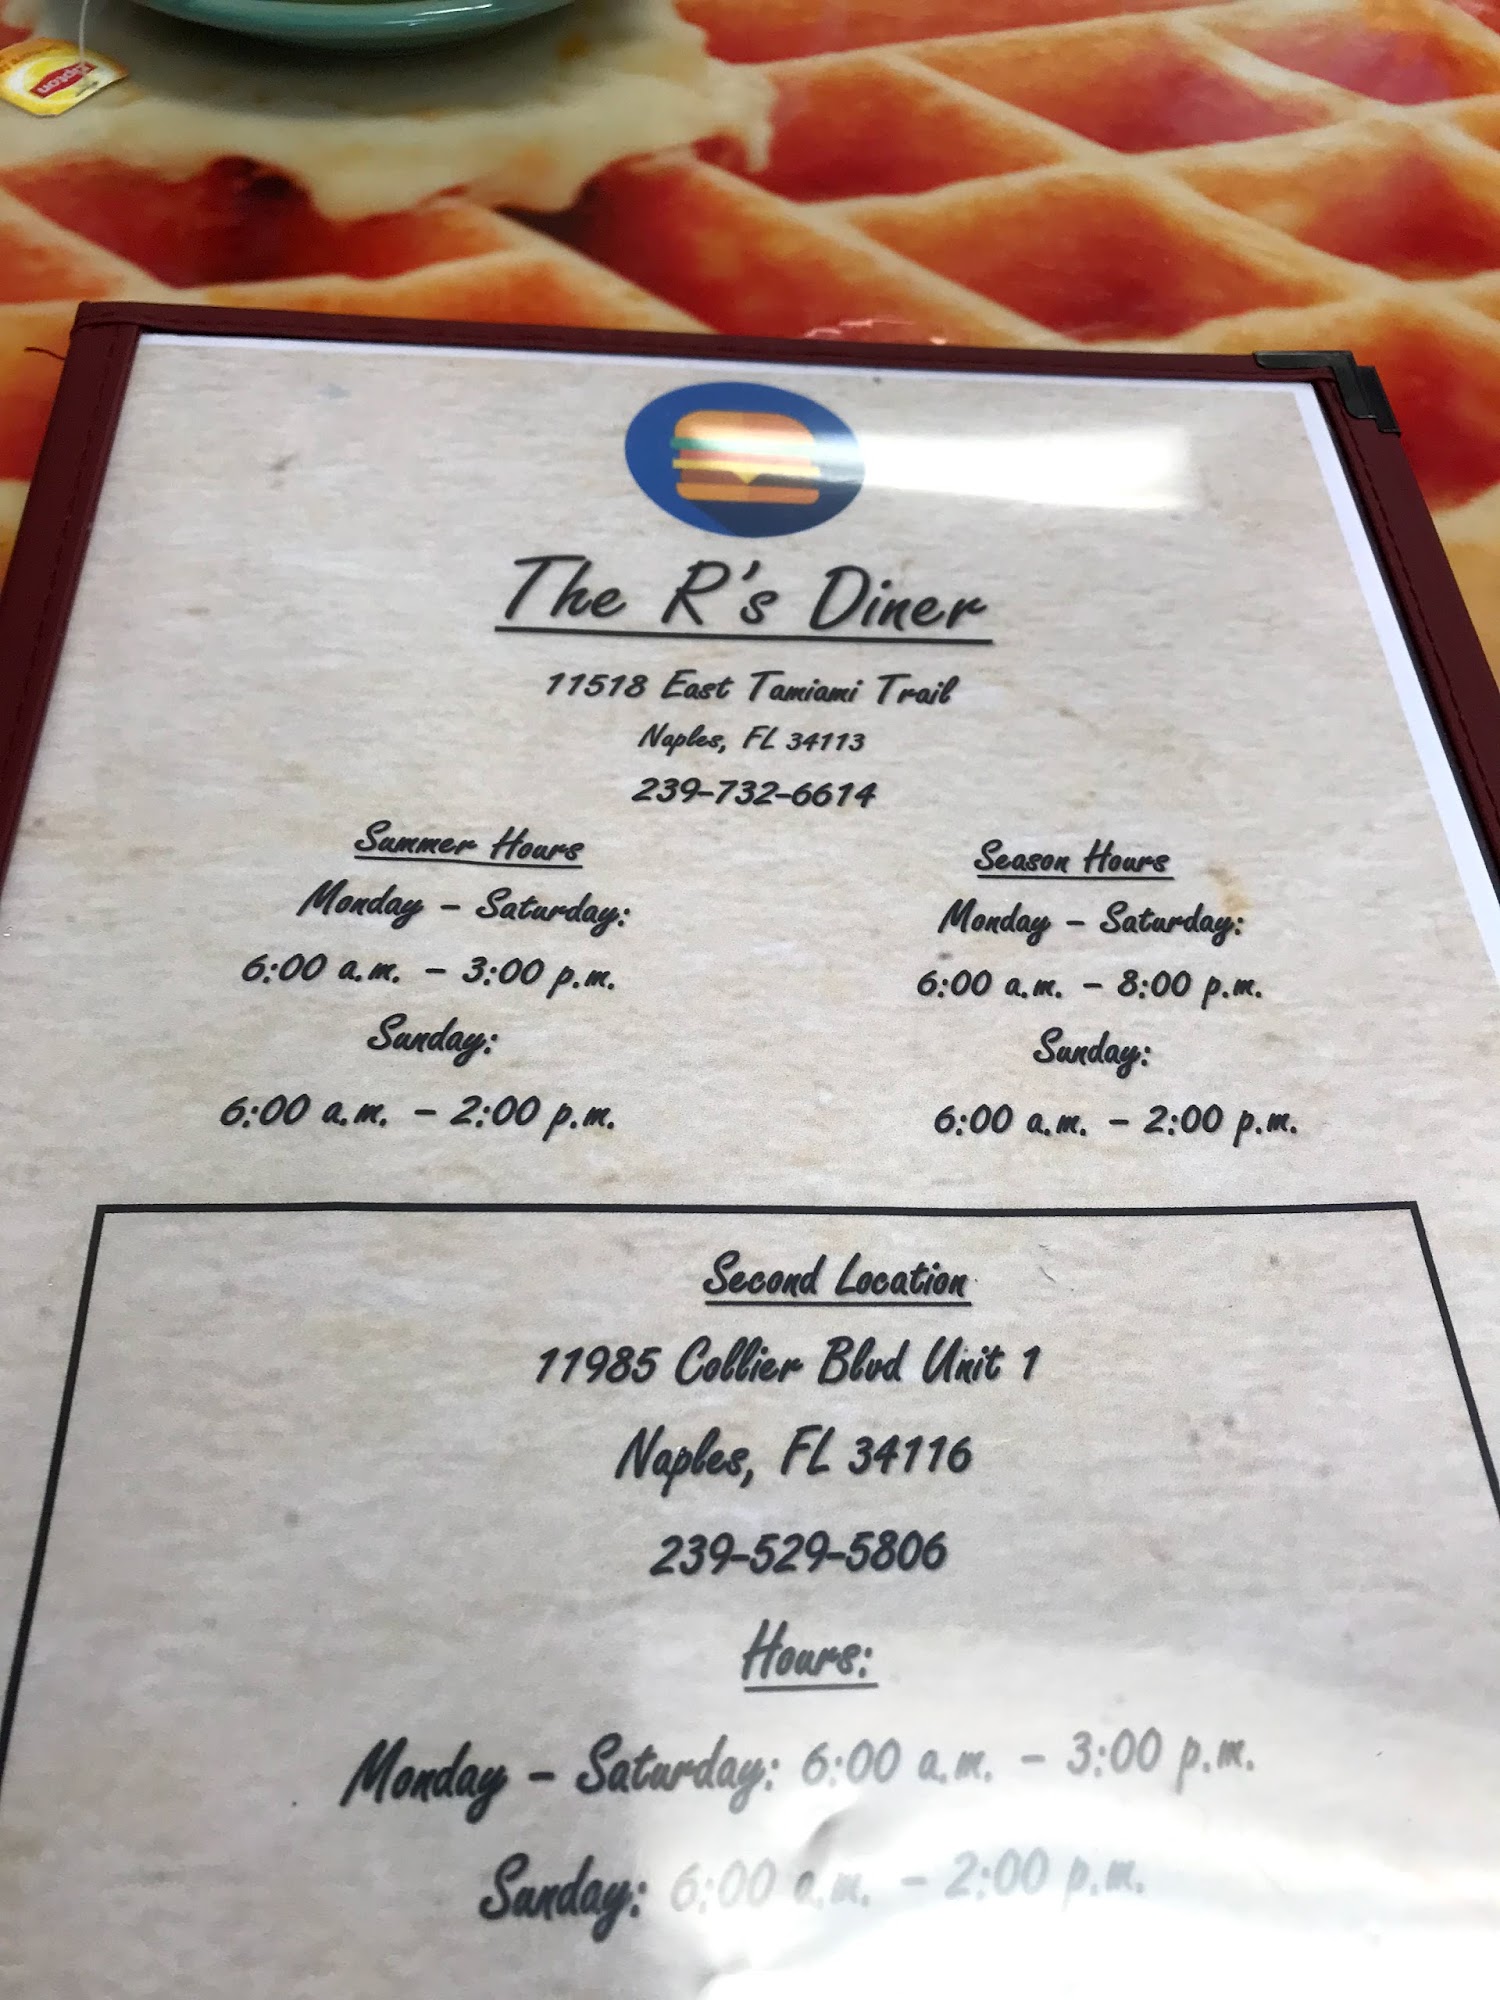 Lipton
The R's Diner
11518 East Tamiami Trail
Naples, FL 34113
239-732-6614
Summer Hours
Monday - Saturday:
6:00 a.m. - 3:00 p.m.
Sunday:
6:00 a.m. - 2:00 p.m.
Season Hours
Monday - Saturday:
6:00 a.m. - 8:00 p.m.
Sunday:
6:00 a.m. - 2:00 p.m.
Second Location
11985 Collier Blvd Unit 1
Naples, FL 34116
239-529-5806
Hours:
Monday - Saturday: 6:00 a.m. - 3:00 p.m.
Sunday: 6:00 a.m. - 2:00 p.m.